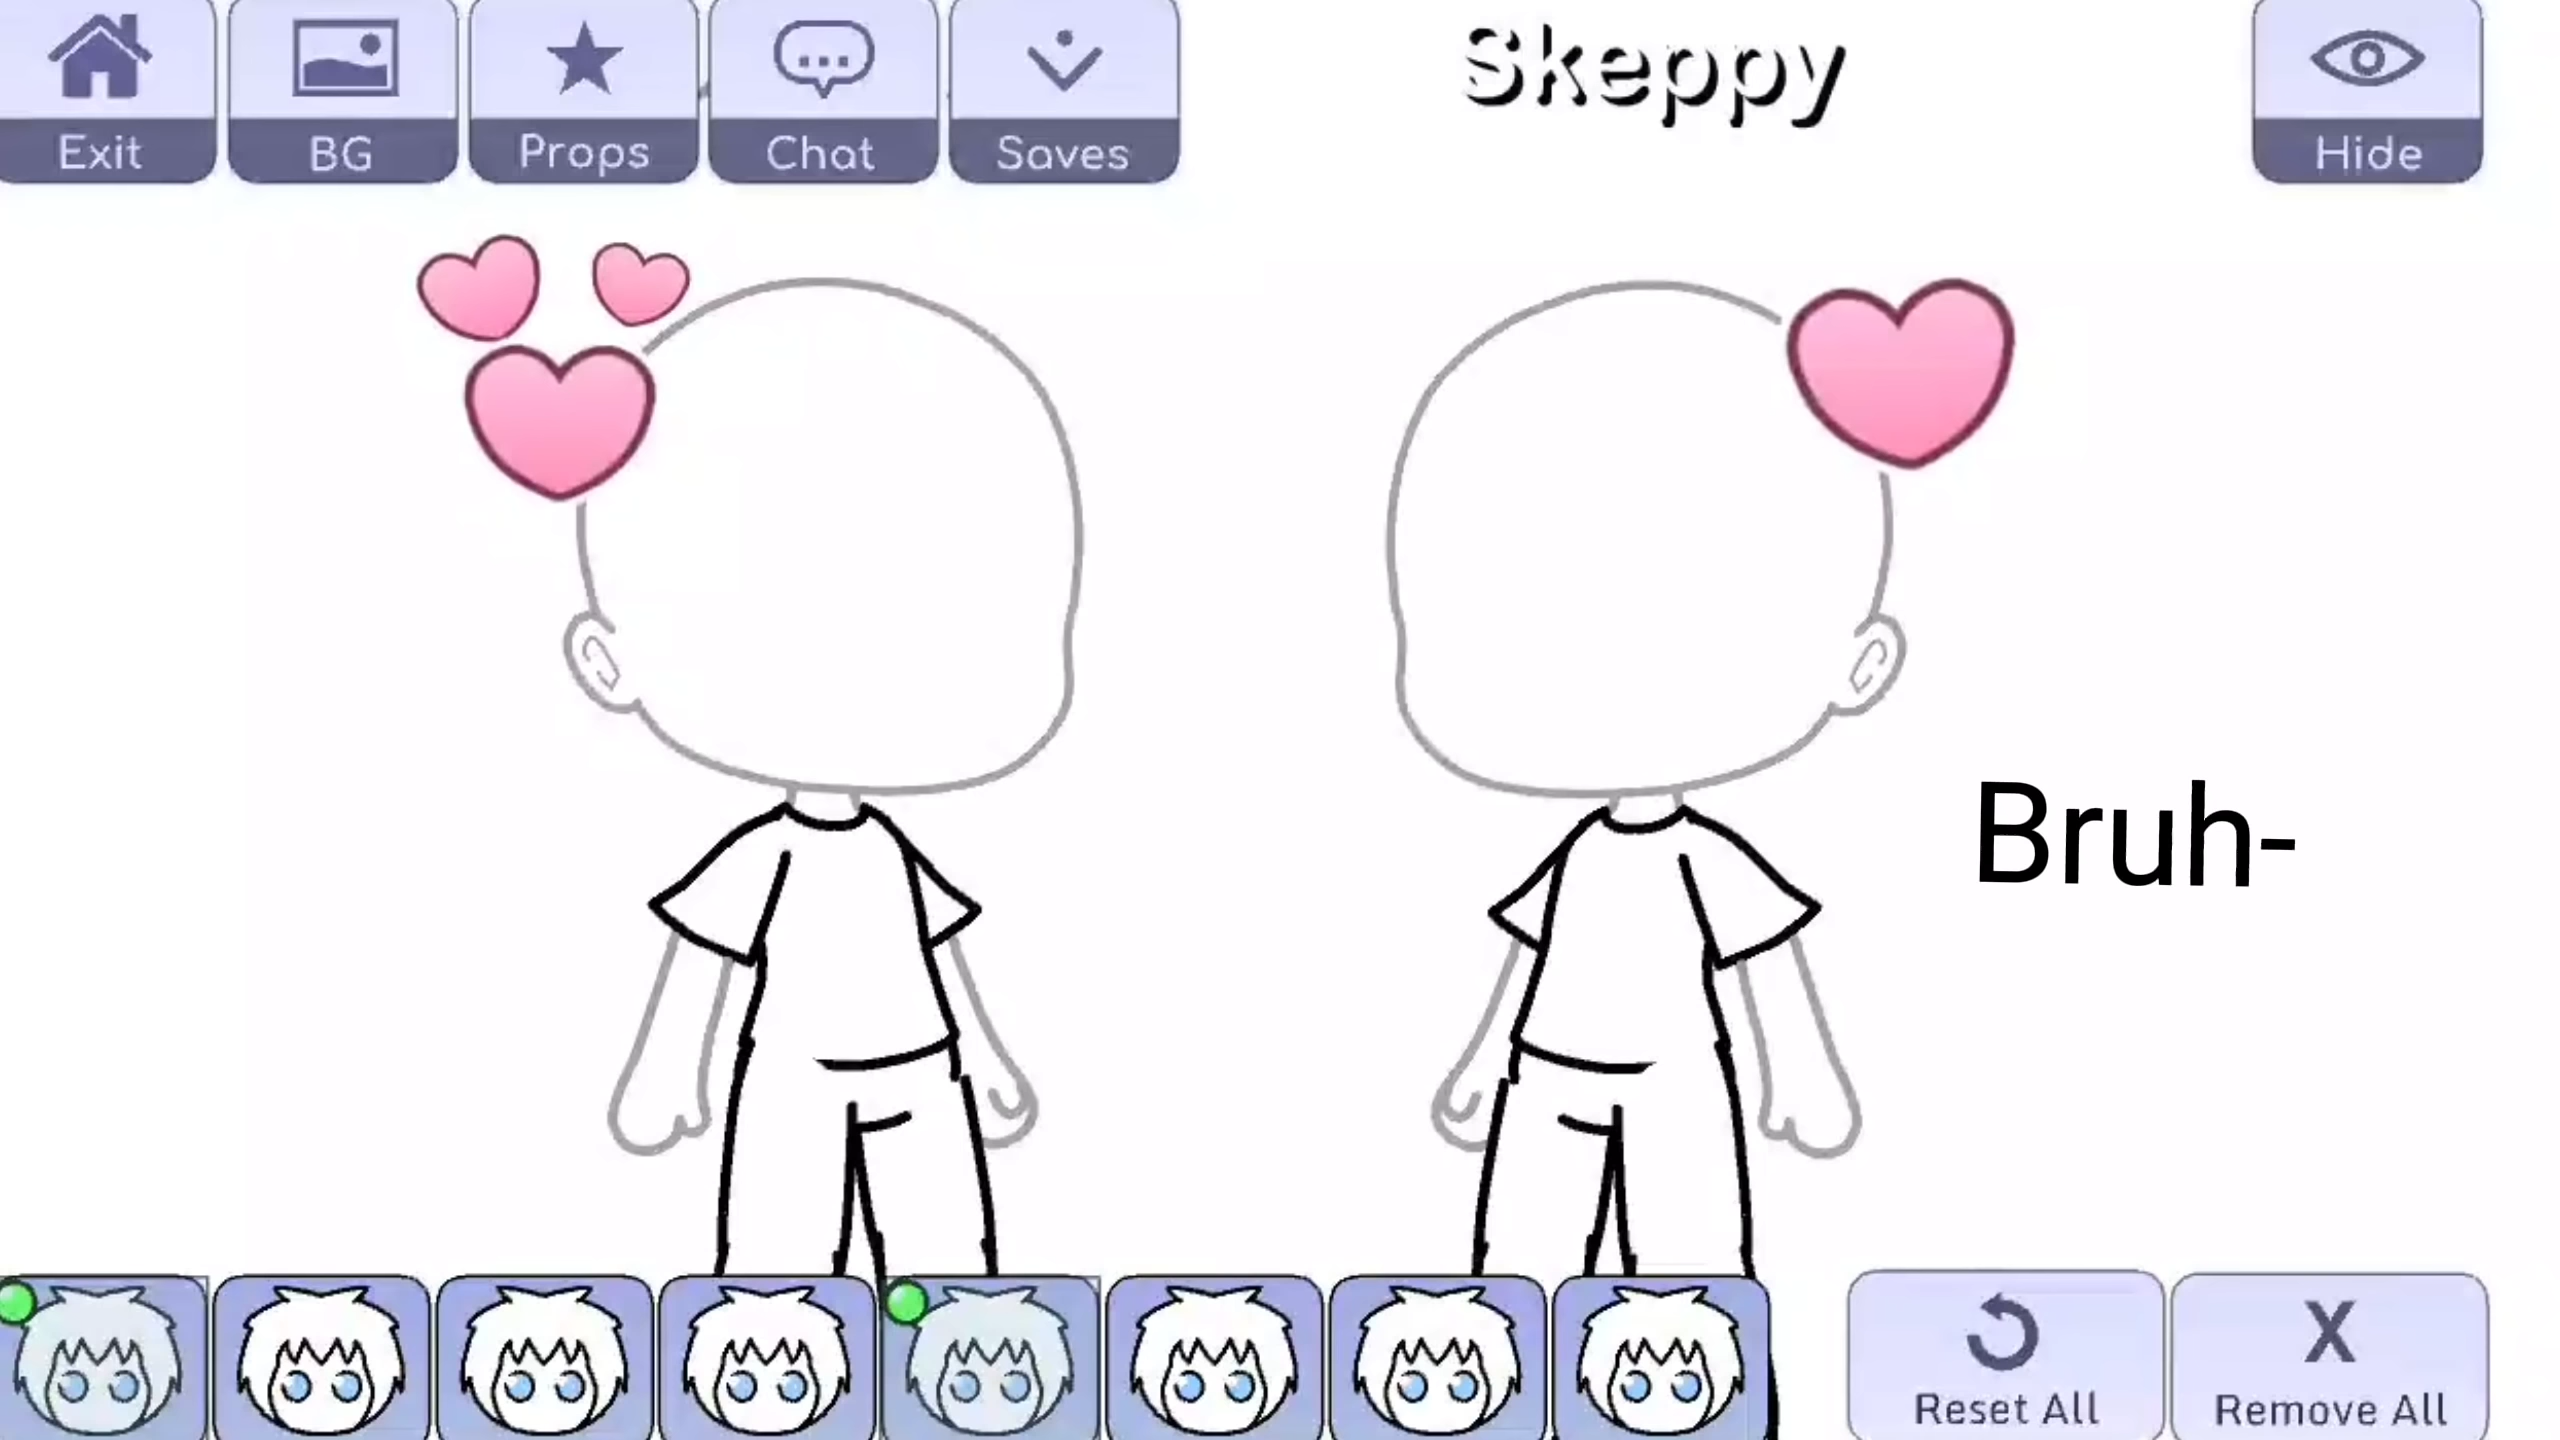 Exit
BG
Props
Chat
Saves
Skeppy
Hide
Bruh-
Reset All
X
Remove All